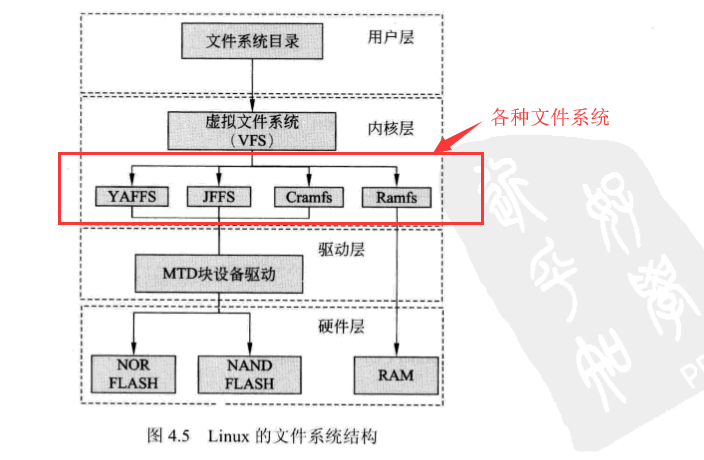 用户层
文件系统目录
虚拟文件系统
(VFS)
内核层
各种文件系统
YAFFS
JFFS
Cramfs
Ramfs
驱动层
MTD块设备驱动
硬件层
NOR
FLASH
NAND
FLASH
RAM
图 4.5 Linux 的文件系统结构